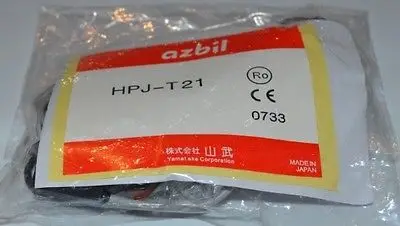 azbil
HPJ-T21
Ro
CE
0733
株式会社 山武
Yamatake Corporation
MADE IN
JAPAN